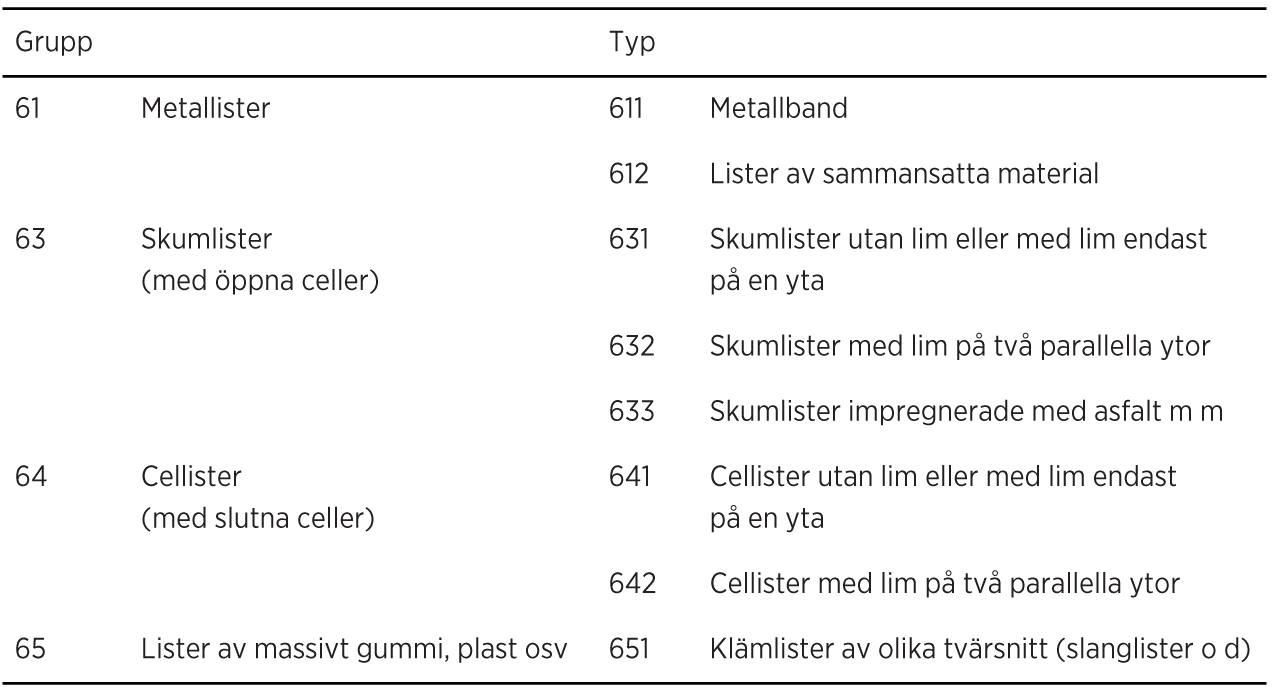 Grupp Typ
61 Metallister 611 Metallband
612 Lister av sammansatta material
63 Skumlister 631 Skumlister utan lim eller med lim endast
(med öppna celler) på en yta
632 Skumlister med lim på två parallella ytor
633 Skumlister impregnerade med asfalt m m
64 Cellister 641 Cellister utan lim eller med lim endast
(med slutna celler) på en yta
642 Cellister med lim på två parallella ytor
65 Lister av massivt gummi, plast osv 651 Klämlister av olika tvärsnitt (slanglister o d)